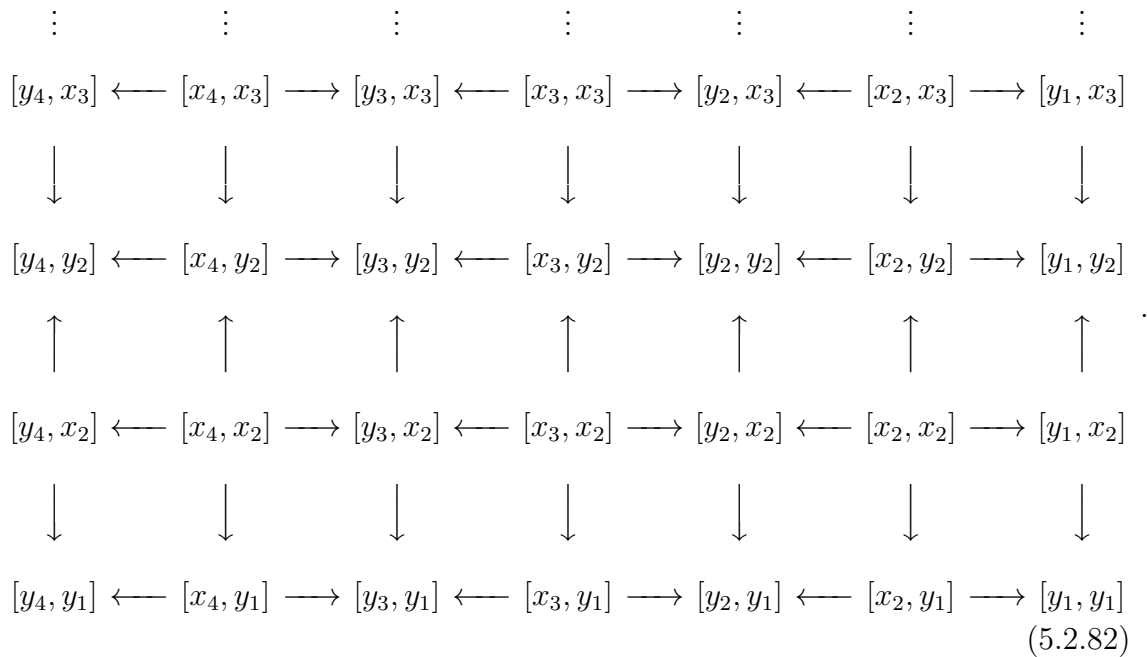 ⋮ ⋮ ⋮ ⋮ ⋮ ⋮ ⋮
[y₄, x₃] ⟵ [x₄, x₃] ⟶ [y₃, x₃] ⟵ [x₃, x₃] ⟶ [y₂, x₃] ⟵ [x₂, x₃] ⟶ [y₁, x₃]
↓ ↓ ↓ ↓ ↓ ↓ ↓
[y₄, y₂] ⟵ [x₄, y₂] ⟶ [y₃, y₂] ⟵ [x₃, y₂] ⟶ [y₂, y₂] ⟵ [x₂, y₂] ⟶ [y₁, y₂]
↑ ↑ ↑ ↑ ↑ ↑ ↑ .
[y₄, x₂] ⟵ [x₄, x₂] ⟶ [y₃, x₂] ⟵ [x₃, x₂] ⟶ [y₂, x₂] ⟵ [x₂, x₂] ⟶ [y₁, x₂]
↓ ↓ ↓ ↓ ↓ ↓ ↓
[y₄, y₁] ⟵ [x₄, y₁] ⟶ [y₃, y₁] ⟵ [x₃, y₁] ⟶ [y₂, y₁] ⟵ [x₂, y₁] ⟶ [y₁, y₁]
(5.2.82)